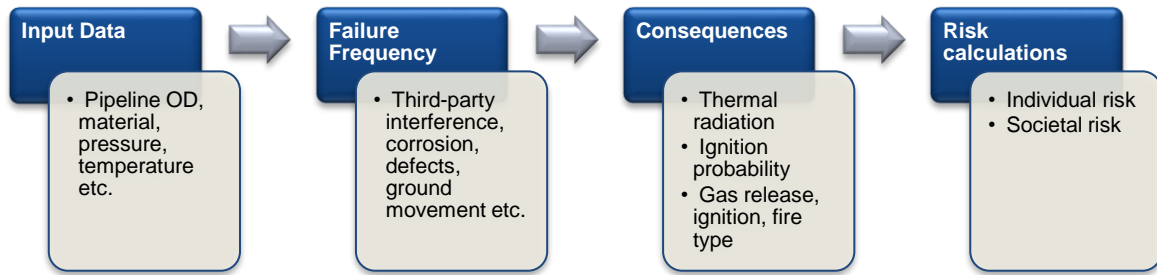 Input Data
• Pipeline OD,
material,
pressure,
temperature
etc.
Failure
Frequency
• Third-party
interference,
corrosion,
defects,
ground
movement etc.
Consequences
• Thermal
radiation
• Ignition
probability
• Gas release,
ignition, fire
type
Risk
calculations
• Individual risk
• Societal risk